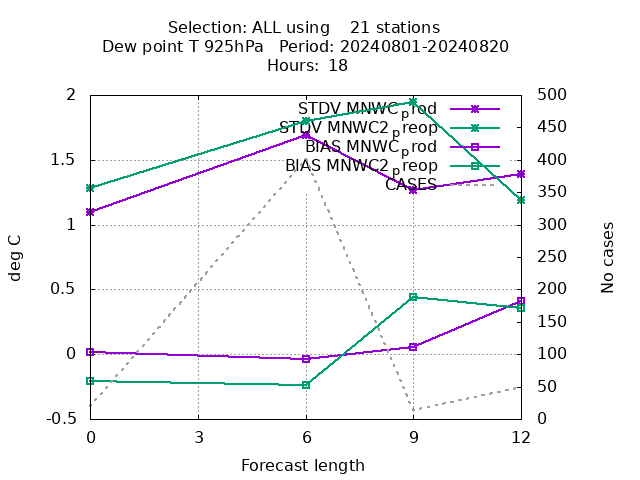 Selection: ALL using    21 stations
Dew point T 925hPa   Period: 20240801-20240820
Hours: 18
STDV MNWC_prod
STDV MNWC2_preop
BIAS MNWC_prod
BIAS MNWC2_preop
CASES
2
1.5
1
0.5
0
-0.5
deg C
500
450
400
350
300
250
200
150
100
50
0
No cases
0 3 6 9 12
Forecast length